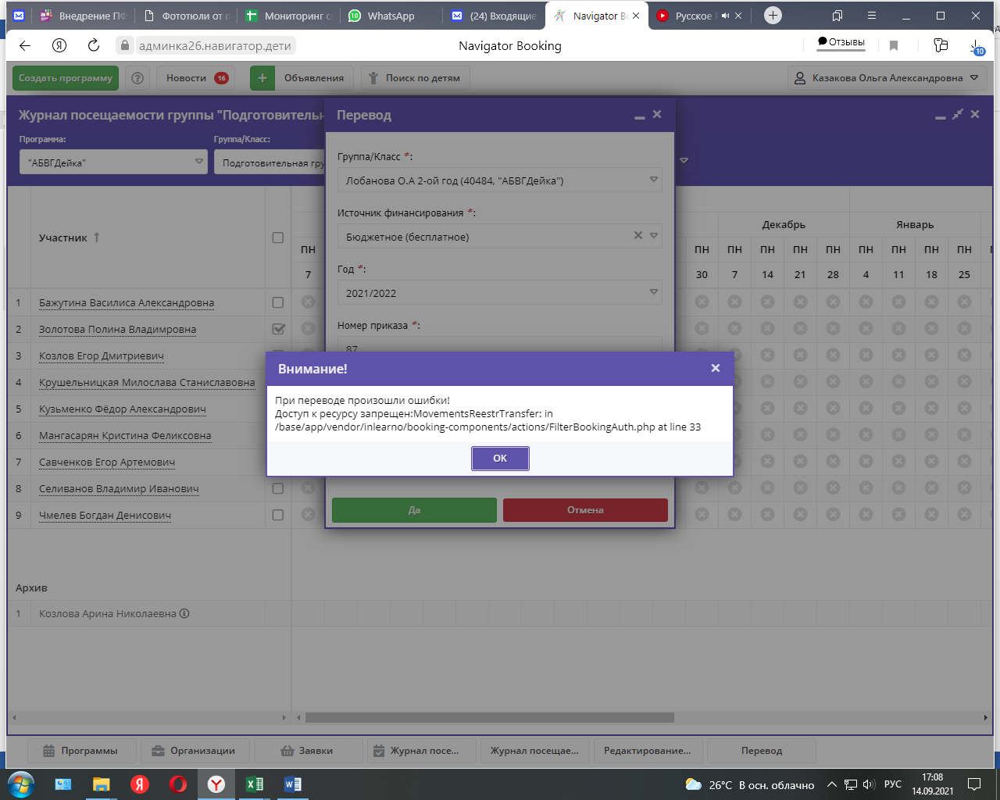 Внедрение ПФ
Фототюли от п
Мониторинг с
WhatsApp
(24) Входящие
Navigator Bo
Русское
админка26.навигатор.дети
Navigator Booking
Отзывы
10
Создать программу
Новости 16
Объявления
Поиск по детям
Казакова Ольга Александровна
Журнал посещаемости группы "Подготовительн
Программа:
Группа/Класс:
"АБВГДейка"
Подготовительная гру
Перевод
Группа/Класс *:
Лобанова О.А 2-ой год (40484, "АБВГДейка")
Источник финансирования *:
Бюджетное (бесплатное)
Год *:
2021/2022
Номер приказа *:
87
Участник ↑
Декабрь
Январь
ПН ПН ПН ПН ПН ПН ПН ПН ПН ПН
7 30 7 14 21 28 4 11 18 25
1 Бажутина Василиса Александровна
2 Золотова Полина Владимровна
3 Козлов Егор Дмитриевич
4 Крушельницкая Милослава Станиславовна
5 Кузьменко Фёдор Александрович
6 Мангасарян Кристина Феликсовна
7 Савченков Егор Артемович
8 Селиванов Владимир Иванович
9 Чмелев Богдан Денисович
Внимание!
При переводе произошли ошибки!
Доступ к ресурсу запрещен:MovementsReestrTransfer: in
/base/app/vendor/inlearno/booking-components/actions/FilterBookingAuth.php at line 33
OK
Да
Отмена
Архив
1 Козлова Арина Николаевна
Программы
Организации
Заявки
Журнал посе...
Журнал посещае...
Редактирование...
Перевод
26°C В осн. облачно
РУС
17:08
14.09.2021